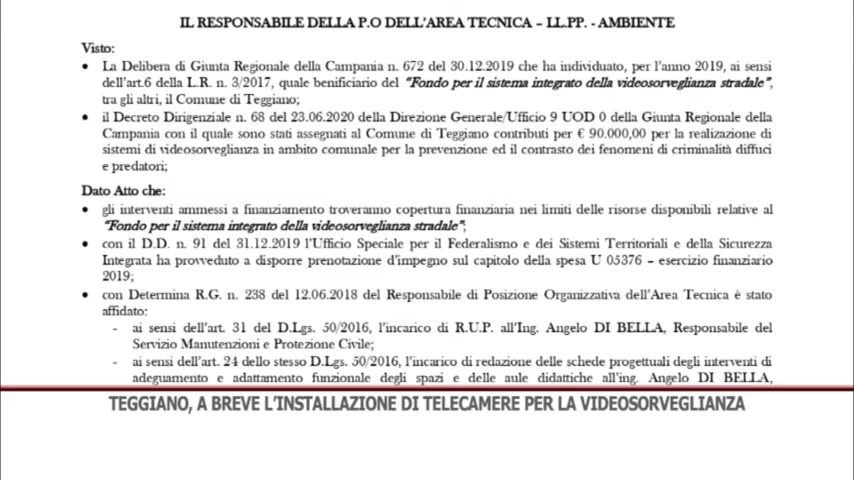 IL RESPONSABILE DELLA P.O DELL'AREA TECNICA – LL.PP. - AMBIENTE
Visto:
• La Delibera di Giunta Regionale della Campania n. 672 del 30.12.2019 che ha individuato, per l'anno 2019, ai sensi
dell'art.6 della L.R. n. 3/2017, quale beneficiario del "Fondo per il sistema integrato della videosorveglianza stradale",
tra gli altri, il Comune di Teggiano;
• il Decreto Dirigenziale n. 68 del 23.06.2020 della Direzione Generale/Ufficio 9 UOD 0 della Giunta Regionale della
Campania con il quale sono stati assegnati al Comune di Teggiano contributi per € 90.000,00 per la realizzazione di
sistemi di videosorveglianza in ambito comunale per la prevenzione ed il contrasto dei fenomeni di criminalità diffuci
e predatori;
Dato Atto che:
• gli interventi ammessi a finanziamento troveranno copertura finanziaria nei limiti delle risorse disponibili relative al
"Fondo per il sistema integrato della videosorveglianza stradale";
• con il D.D. n. 91 del 31.12.2019 l'Ufficio Speciale per il Federalismo e dei Sistemi Territoriali e della Sicurezza
Integrata ha provveduto a disporre prenotazione d'impegno sul capitolo della spesa U 05376 – esercizio finanziario
2019;
• con Determina R.G. n. 238 del 12.06.2018 del Responsabile di Posizione Organizzativa dell'Area Tecnica è stato
affidato:
- ai sensi dell'art. 31 del D.Lgs. 50/2016, l'incarico di R.U.P. all'Ing. Angelo DI BELLA, Responsabile del
Servizio Manutenzioni e Protezione Civile;
- ai sensi dell'art. 24 dello stesso D.Lgs. 50/2016, l'incarico di redazione delle schede progettuali degli interventi di
adeguamento e adattamento funzionale degli spazi e delle aule didattiche all'ing. Angelo DI BELLA,
TEGGIANO, A BREVE L'INSTALLAZIONE DI TELECAMERE PER LA VIDEOSORVEGLIANZA